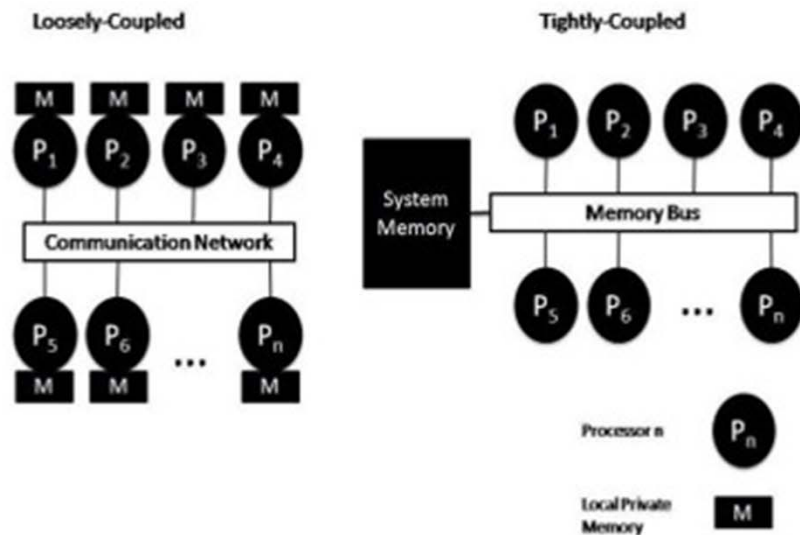 Loosely-Coupled
Tightly-Coupled
M M M M
P1 P2 P3 P4
Communication Network
P5 P6 ... Pn
M M M
P1 P2 P3 P4
System
Memory
Memory Bus
P5 P6 ... Pn
Processor n
Pn
Local Private
Memory
M